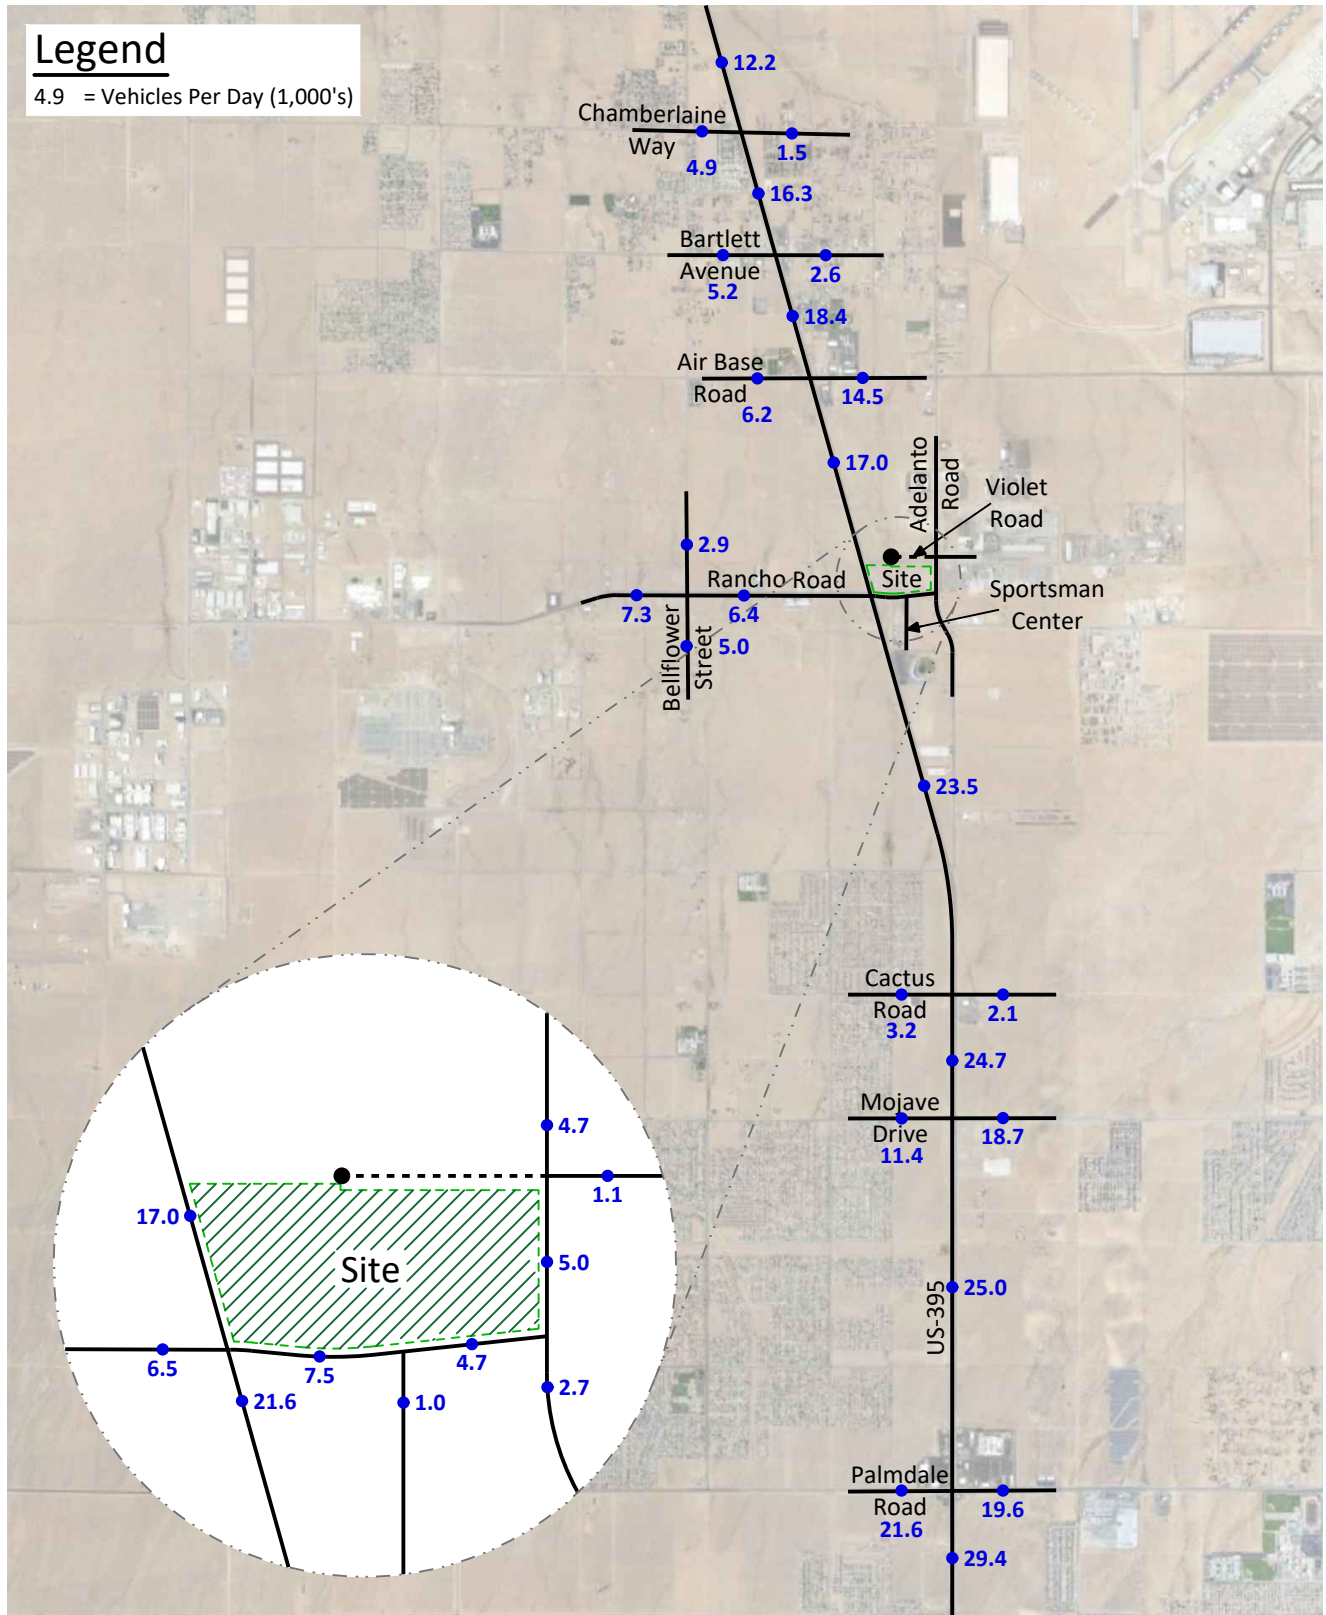 Legend
4.9 = Vehicles Per Day (1,000's)
12.2
Chamberlaine
Way
4.9
1.5
16.3
Bartlett
Avenue
5.2
2.6
18.4
Air Base
Road
6.2
14.5
17.0
Adelanto
Road
Violet
Road
2.9
Rancho Road
Site
Sportsman
Center
7.3
6.4
Bellflower
Street
5.0
23.5
Cactus
Road
3.2
2.1
24.7
Mojave
Drive
11.4
18.7
US-395
25.0
Palmdale
Road
21.6
19.6
29.4
4.7
1.1
17.0
Site
5.0
6.5
7.5
4.7
21.6
1.0
2.7